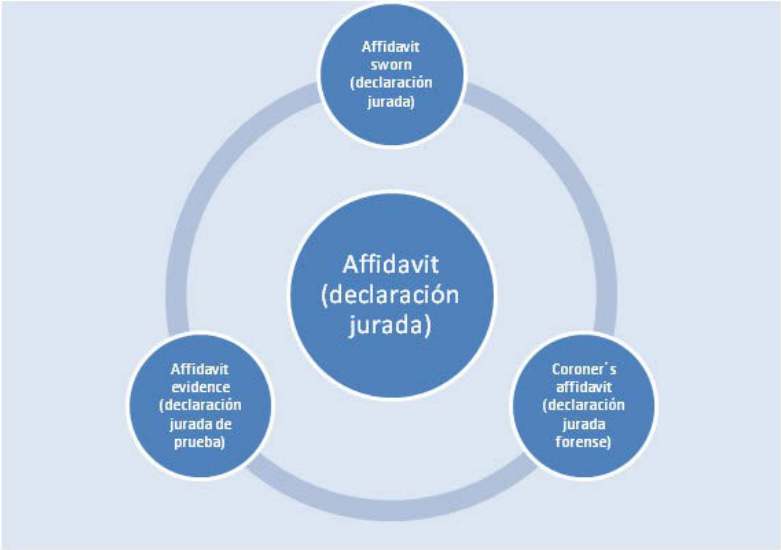 Affidavit
sworn
(declaración
jurada)
Affidavit
(declaración
jurada)
Affidavit
evidence
(declaración
jurada de
prueba)
Coroner´s
affidavit
(declaración
jurada
forense)